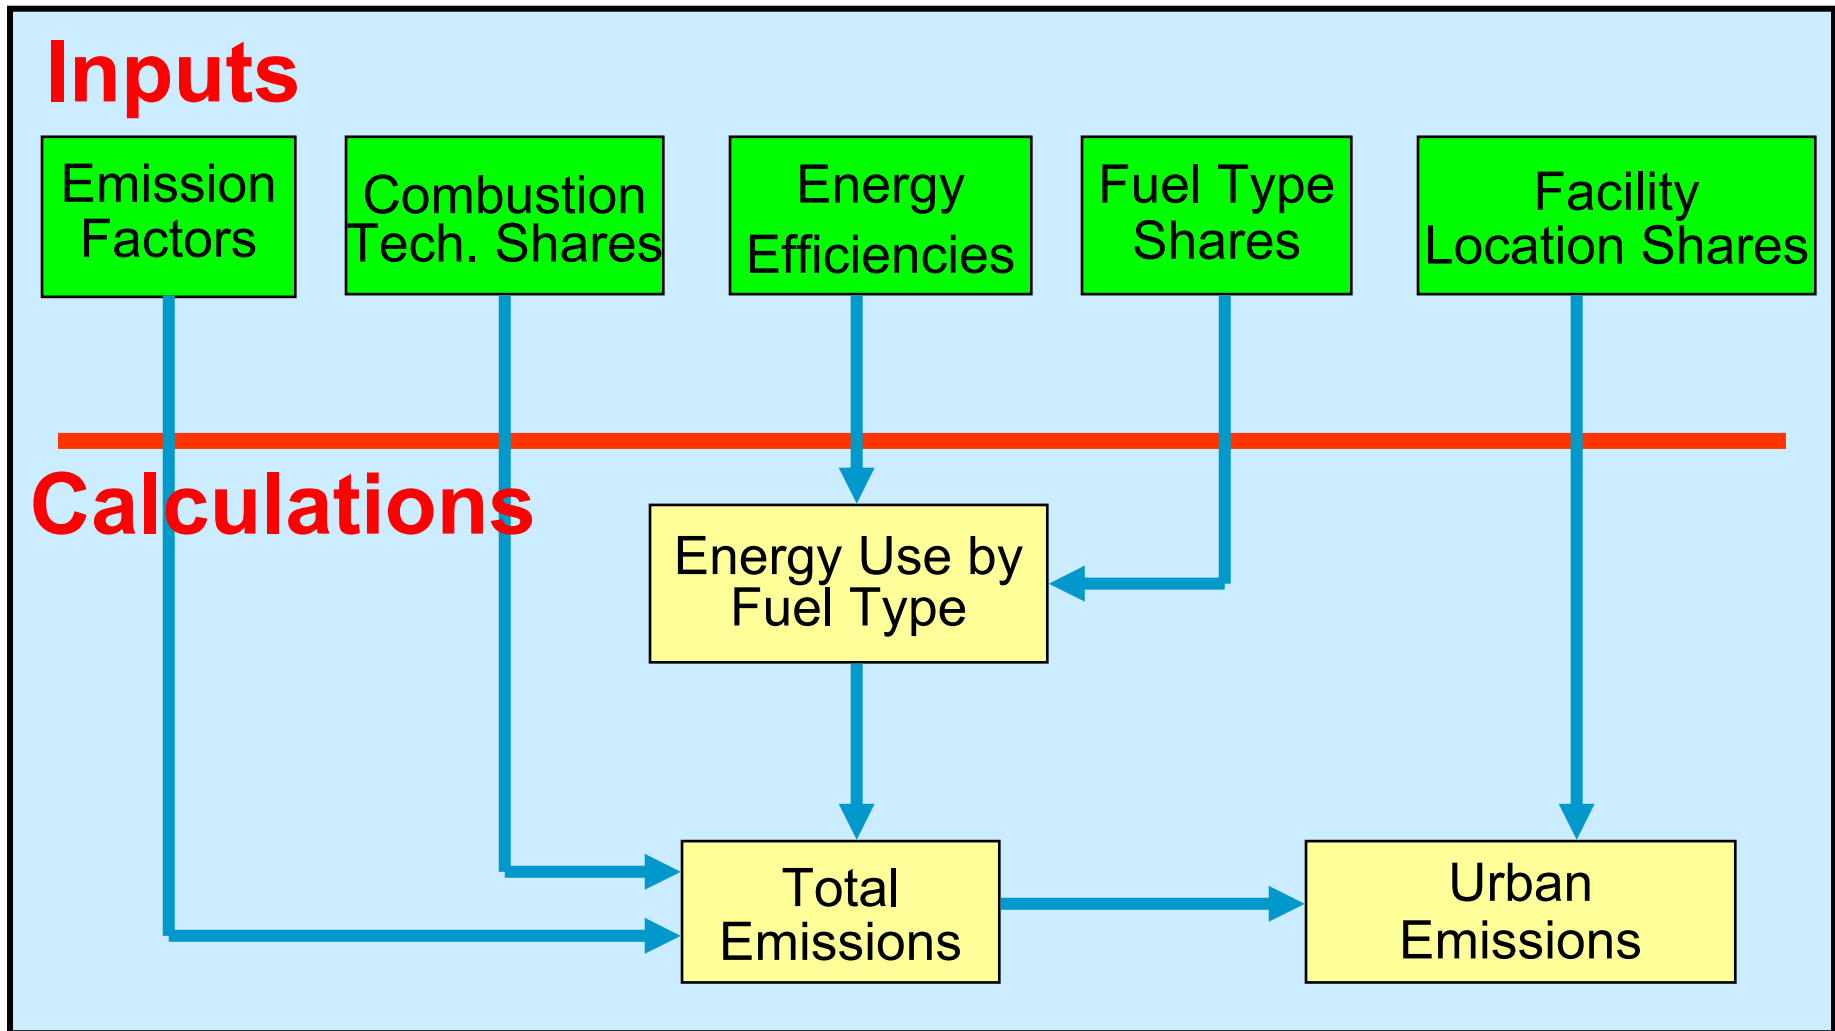 Inputs
Emission
Factors
Combustion
Tech. Shares
Energy
Efficiencies
Fuel Type
Shares
Facility
Location Shares
Calculations
Energy Use by
Fuel Type
Total
Emissions
Urban
Emissions